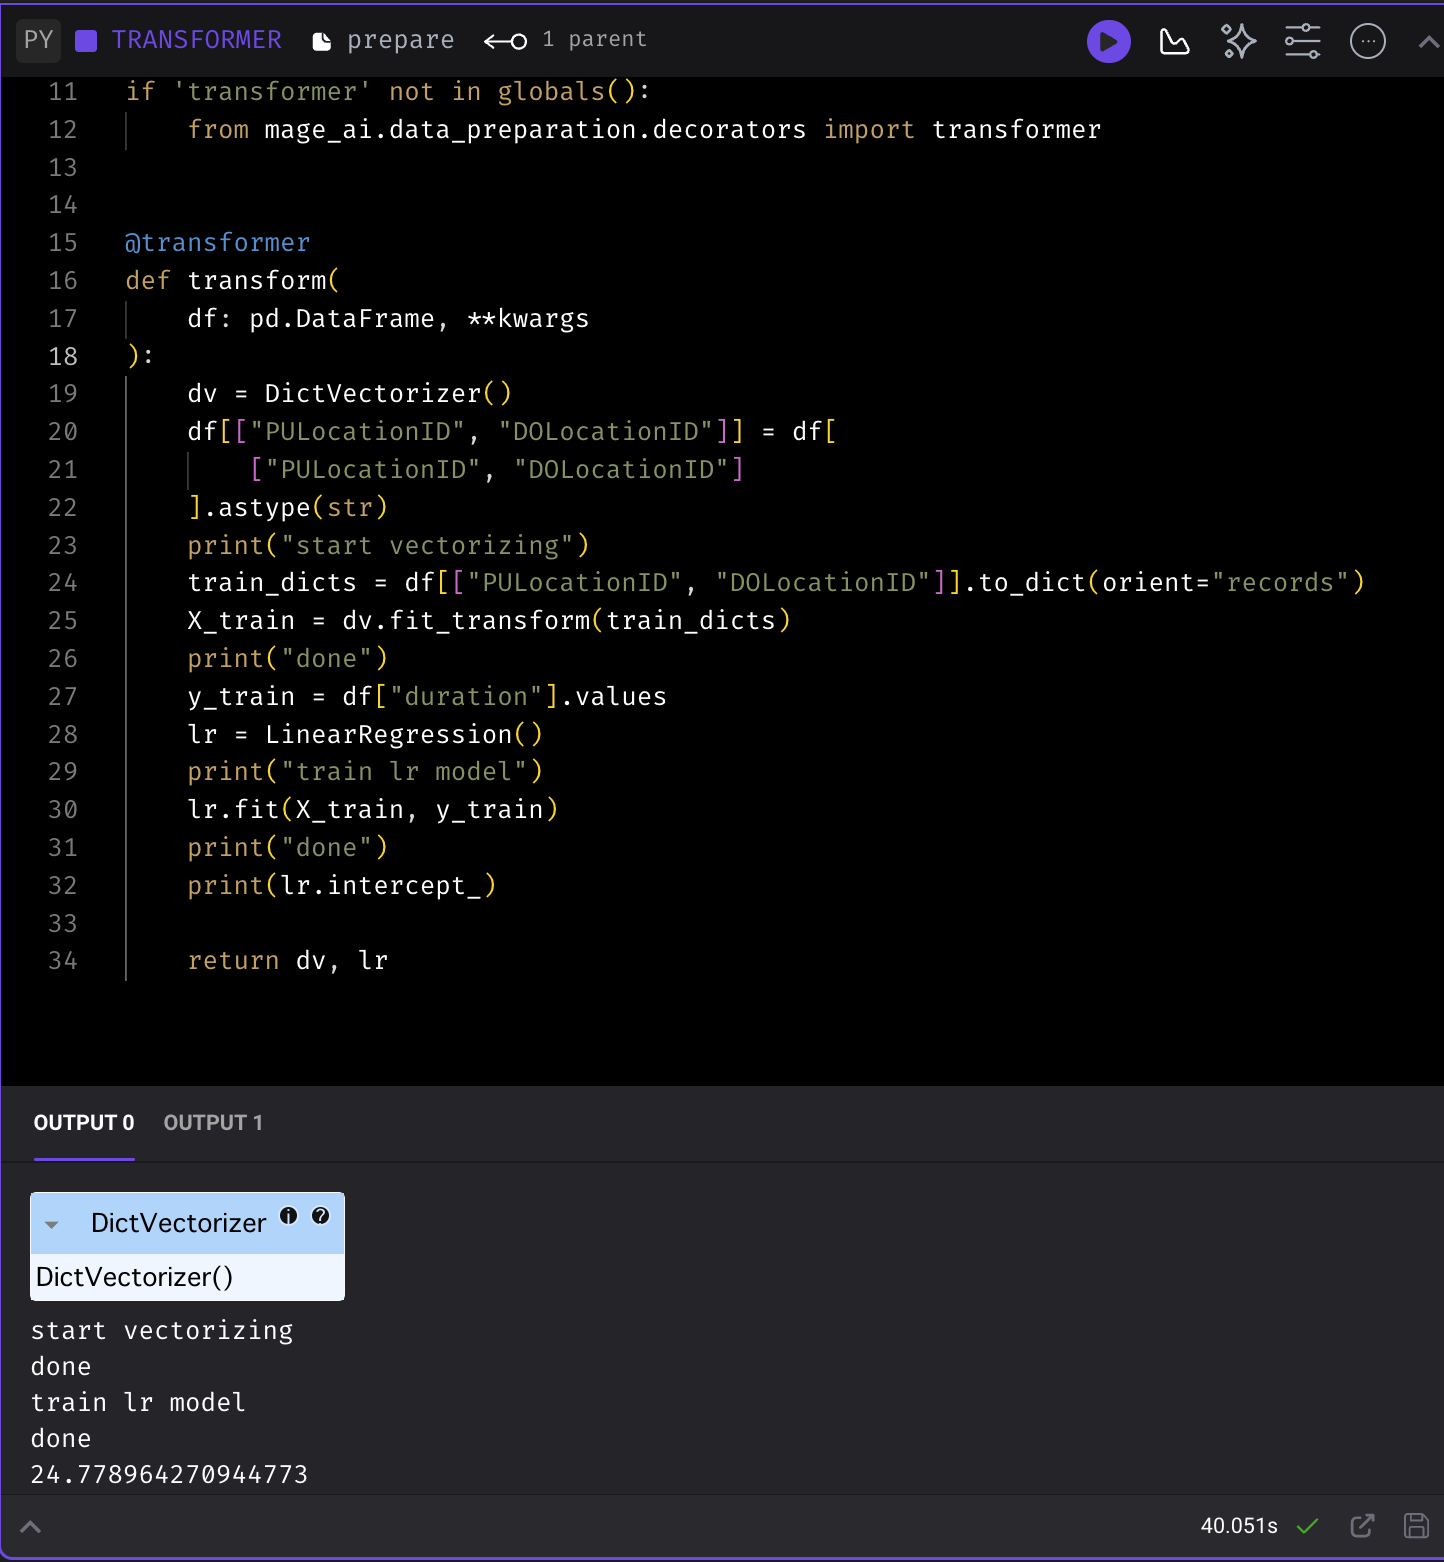 PY TRANSFORMER prepare 1 parent
11 if 'transformer' not in globals():
12     from mage_ai.data_preparation.decorators import transformer
13
14
15 @transformer
16 def transform(
17     df: pd.DataFrame, **kwargs
18 ):
19     dv = DictVectorizer()
20     df[["PULocationID", "DOLocationID"]] = df[
21         ["PULocationID", "DOLocationID"]
22     ].astype(str)
23     print("start vectorizing")
24     train_dicts = df[["PULocationID", "DOLocationID"]].to_dict(orient="records")
25     X_train = dv.fit_transform(train_dicts)
26     print("done")
27     y_train = df["duration"].values
28     lr = LinearRegression()
29     print("train lr model")
30     lr.fit(X_train, y_train)
31     print("done")
32     print(lr.intercept_)
33
34     return dv, lr
OUTPUT 0 OUTPUT 1
DictVectorizer i ?
DictVectorizer()
start vectorizing
done
train lr model
done
24.778964270944773
40.051s